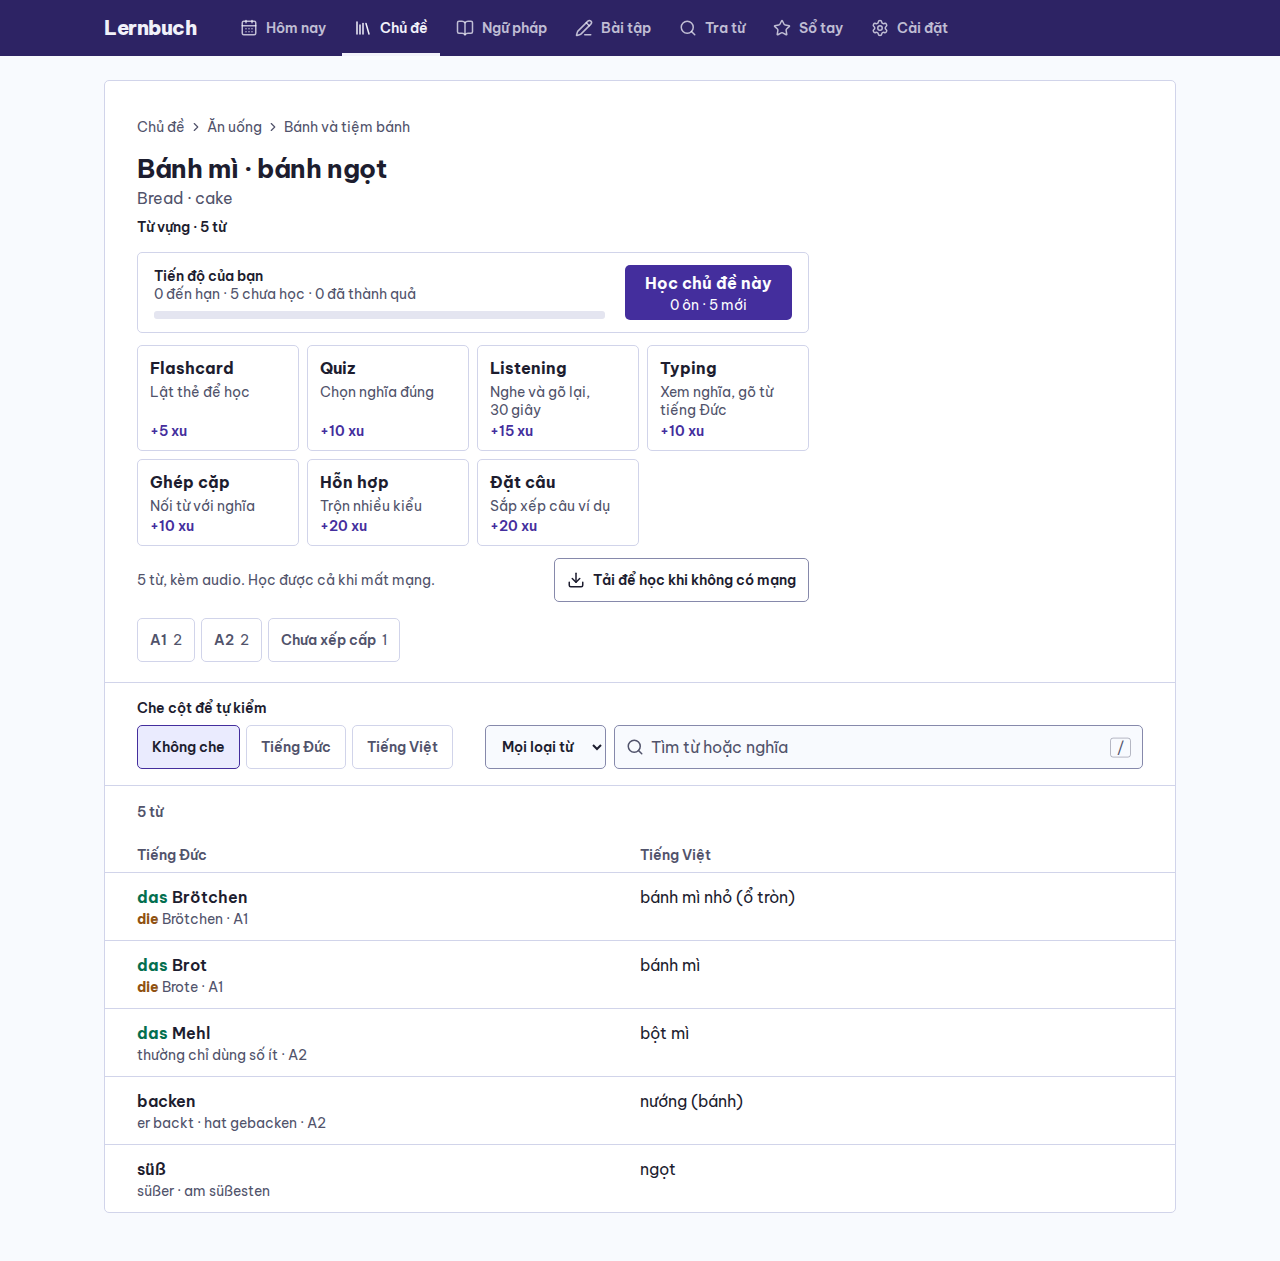 Lernbuch
Hôm nay
Chủ đề
Ngữ pháp
Bài tập
Tra từ
Sổ tay
Cài đặt
Chủ đề > Ăn uống > Bánh và tiệm bánh
Bánh mì · bánh ngọt
Bread · cake
Từ vựng · 5 từ
Tiến độ của bạn
0 đến hạn · 5 chưa học · 0 đã thành quả
Học chủ đề này
0 ôn · 5 mới
Flashcard
Lật thẻ để học
+5 xu
Quiz
Chọn nghĩa đúng
+10 xu
Listening
Nghe và gõ lại,
30 giây
+15 xu
Typing
Xem nghĩa, gõ từ
tiếng Đức
+10 xu
Ghép cặp
Nối từ với nghĩa
+10 xu
Hỗn hợp
Trộn nhiều kiểu
+20 xu
Đặt câu
Sắp xếp câu ví dụ
+20 xu
5 từ, kèm audio. Học được cả khi mất mạng.
Tải để học khi không có mạng
A1 2
A2 2
Chưa xếp cấp 1
Che cột để tự kiểm
Không che
Tiếng Đức
Tiếng Việt
Mọi loại từ
Tìm từ hoặc nghĩa
/
5 từ
Tiếng Đức
Tiếng Việt
das Brötchen
bánh mì nhỏ (ổ tròn)
die Brötchen · A1
das Brot
bánh mì
die Brote · A1
das Mehl
bột mì
thường chỉ dùng số ít · A2
backen
nướng (bánh)
er backt · hat gebacken · A2
süß
ngọt
süßer · am süßesten